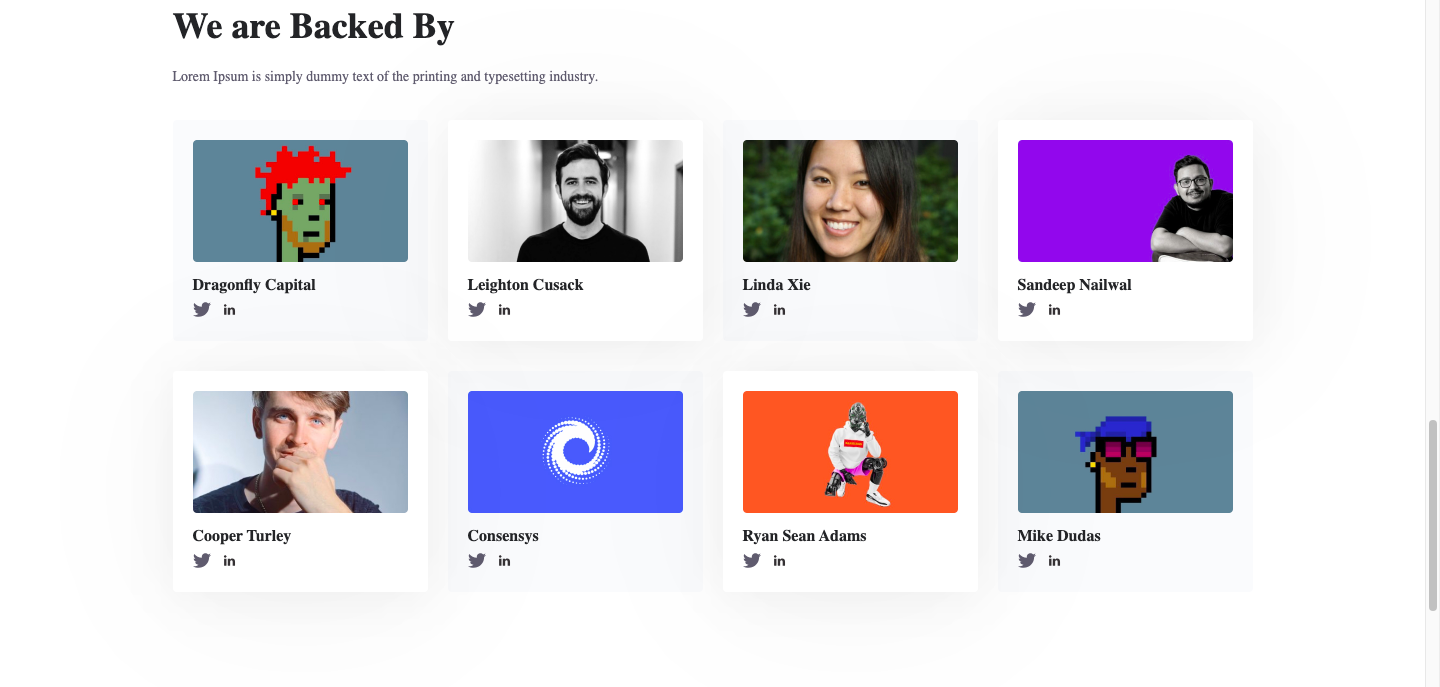 We are Backed By
Lorem Ipsum is simply dummy text of the printing and typesetting industry.
Dragonfly Capital
in
Leighton Cusack
in
Linda Xie
in
Sandeep Nailwal
in
Cooper Turley
in
Consensys
in
Ryan Sean Adams
in
Mike Dudas
in